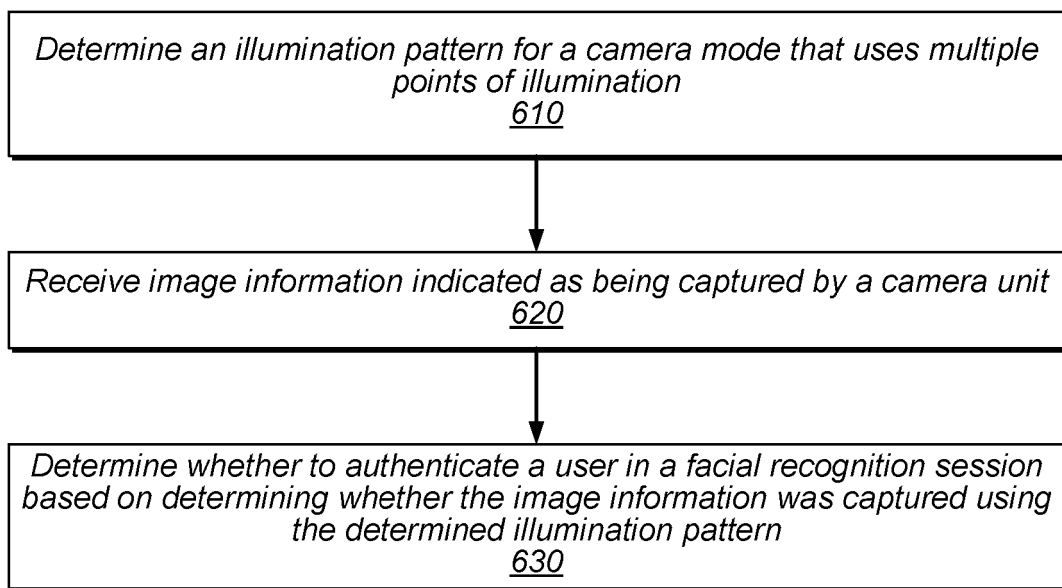 Determine an illumination pattern for a camera mode that uses multiple
points of illumination
610
Receive image information indicated as being captured by a camera unit
620
Determine whether to authenticate a user in a facial recognition session
based on determining whether the image information was captured using
the determined illumination pattern
630